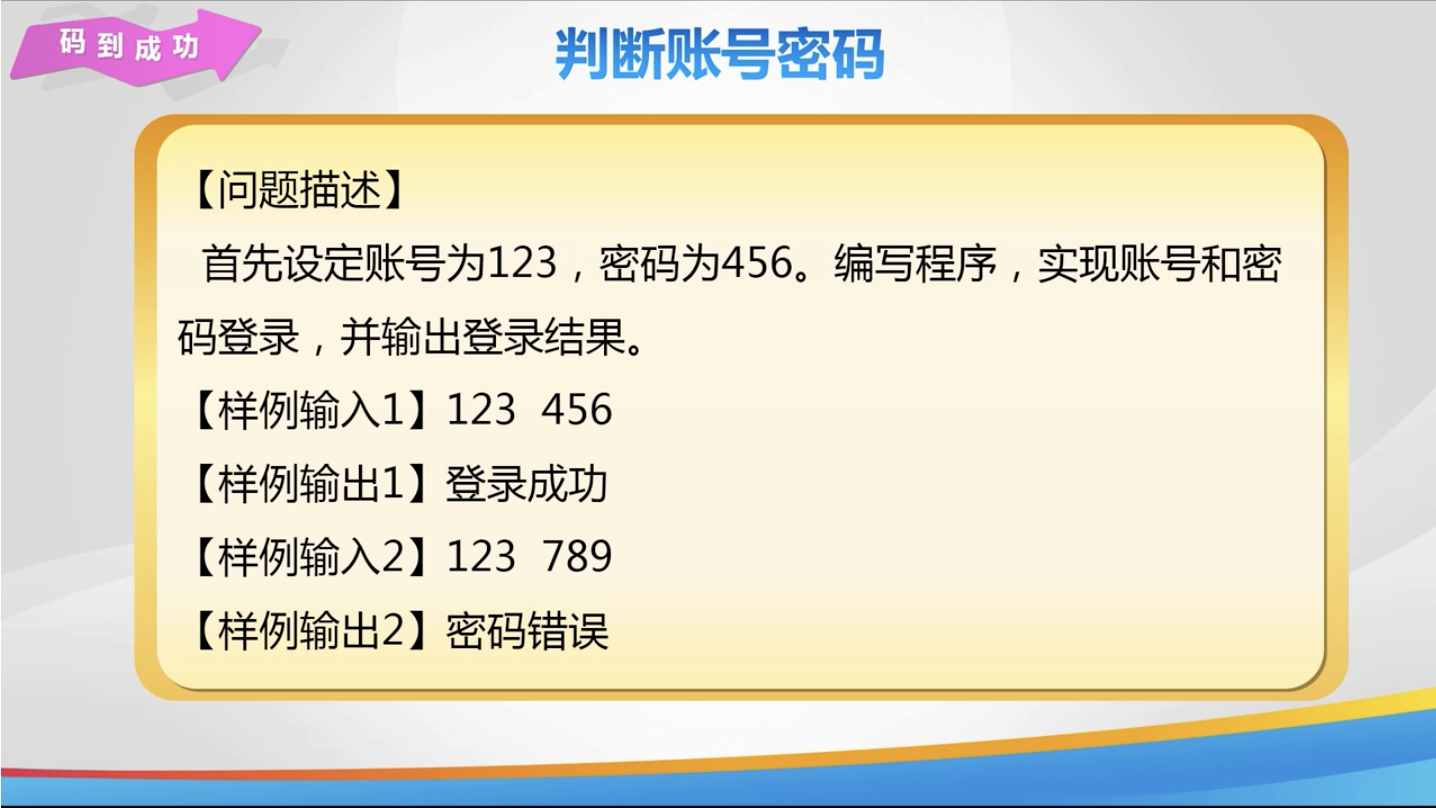 码到成功
判断账号密码
【问题描述】
首先设定账号为123，密码为456。编写程序，实现账号和密
码登录，并输出登录结果。
【样例输入1】123  456
【样例输出1】登录成功
【样例输入2】123  789
【样例输出2】密码错误